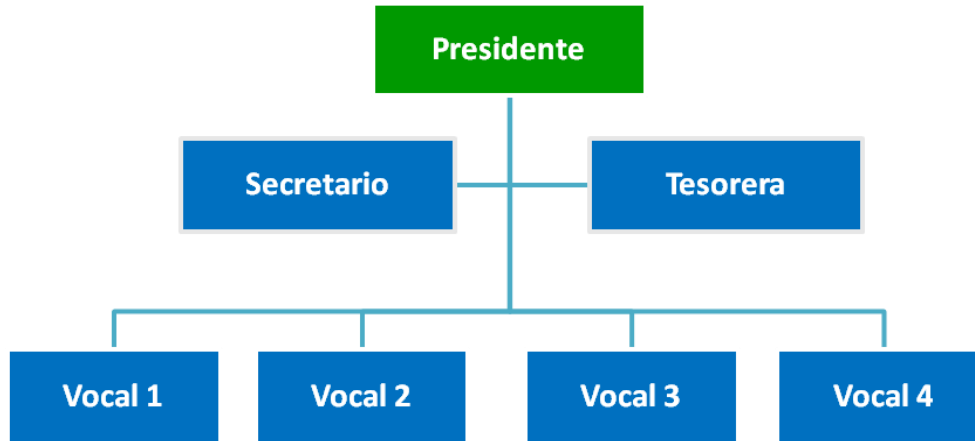 Presidente
Secretario
Tesorera
Vocal 1
Vocal 2
Vocal 3
Vocal 4